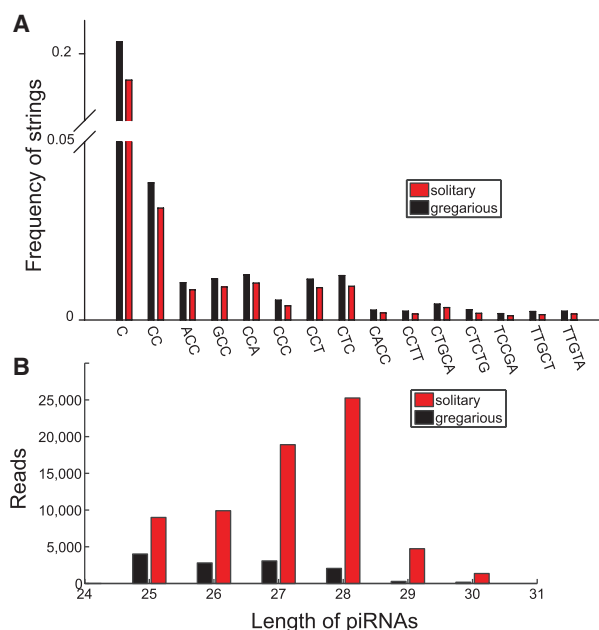 A
Frequency of strings
0.2
0.05
0
solitary
gregarious
C
CC
ACC
GCC
CCA
CCC
CCT
CTC
CACC
CCTT
CTGCA
CTCTG
TCCGA
TTGCT
TTGTA
B
Reads
25,000
20,000
15,000
10,000
5,000
0
solitary
gregarious
24 25 26 27 28 29 30 31
Length of piRNAs